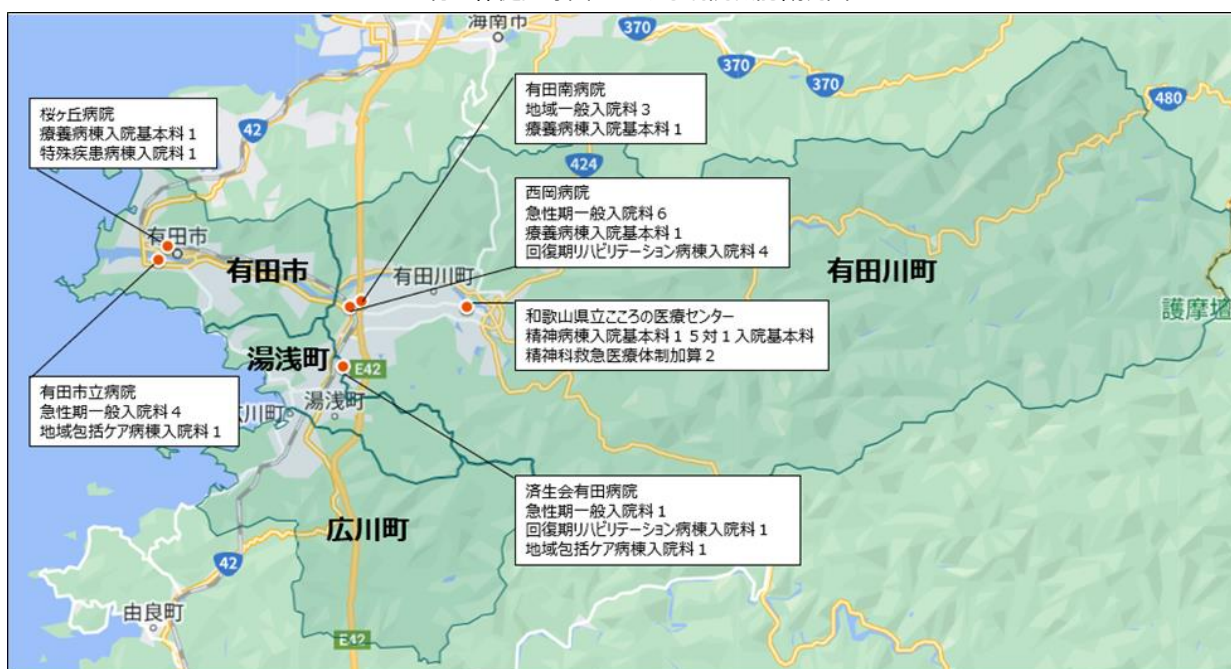 海南市
370
370
370
480
42
424
桜ヶ丘病院
療養病棟入院基本料１
特殊疾患病棟入院料１
有田南病院
地域一般入院料３
療養病棟入院基本料１
西岡病院
急性期一般入院料６
療養病棟入院基本料１
回復期リハビリテーション病棟入院料４
有田市
有田市
有田川町
有田川町
護摩壇
和歌山県立こころの医療センター
精神病棟入院基本料１５対１入院基本料
精神科救急医療体制加算２
湯浅町
E42
湯浅町
広川町
有田市立病院
急性期一般入院料４
地域包括ケア病棟入院料１
済生会有田病院
急性期一般入院料１
回復期リハビリテーション病棟入院料１
地域包括ケア病棟入院料１
広川町
42
由良町
E42